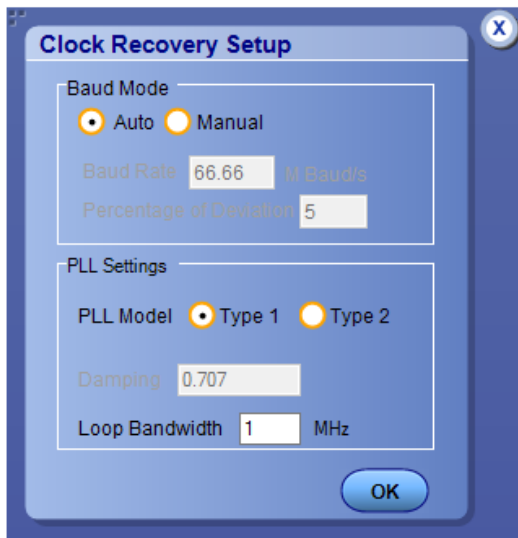 X
Clock Recovery Setup
Baud Mode
Auto Manual
Baud Rate 66.66 M Baud/s
Percentage of Deviation 5
PLL Settings
PLL Model Type 1 Type 2
Damping 0.707
Loop Bandwidth 1 MHz
OK